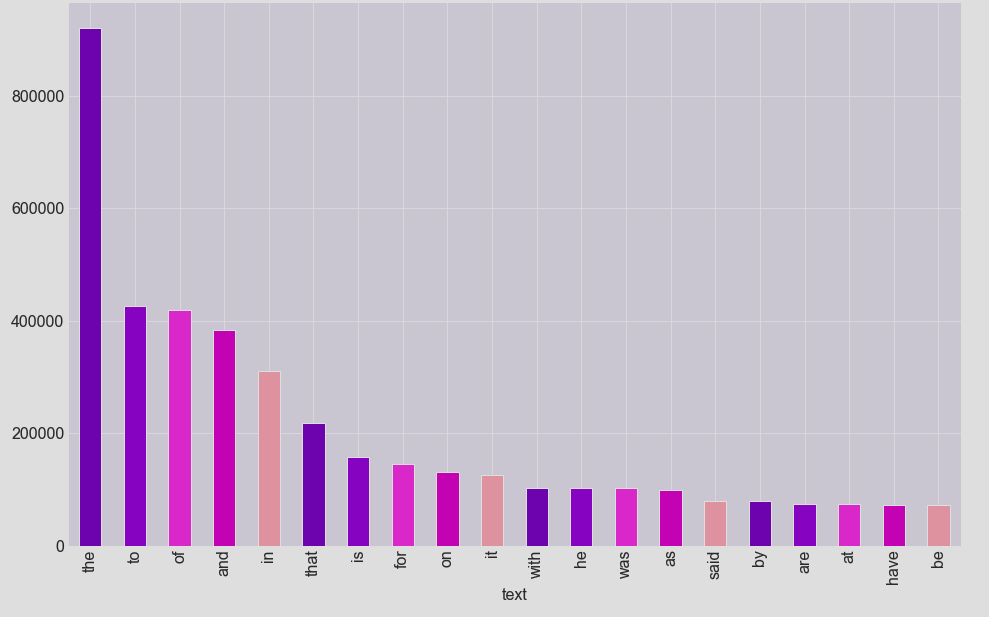 800000
600000
400000
200000
0
the to of and in that is for on it with he was as said by are at have be
text